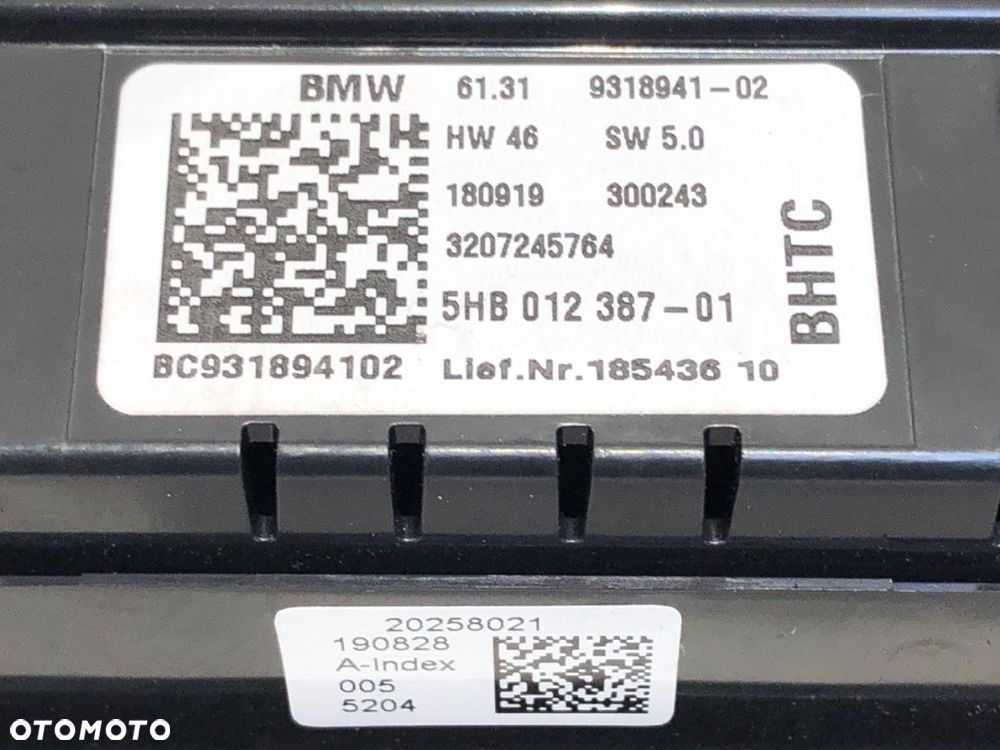 BMW 61.31 9318941-02
HW 46 SW 5.0
180919 300243
3207245764
5HB 012 387-01
BC931894102 Lief.Nr.185436 10
BHTC
20258021
190828
A-Index
005
5204
OTOMOTO